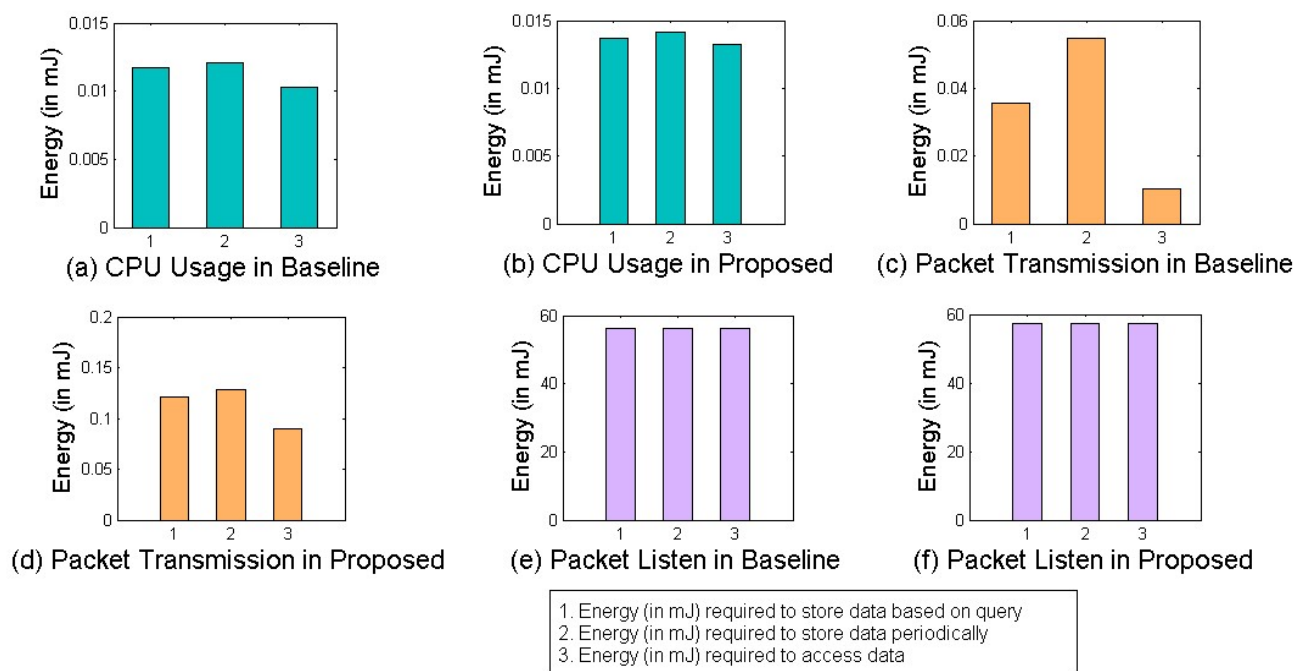 0.015
0.01
0.005
0
Energy (in mJ)
1 2 3
(a) CPU Usage in Baseline
0.015
0.01
0.005
0
Energy (in mJ)
1 2 3
(b) CPU Usage in Proposed
0.06
0.04
0.02
0
Energy (in mJ)
1 2 3
(c) Packet Transmission in Baseline
0.2
0.15
0.1
0.05
0
Energy (in mJ)
1 2 3
(d) Packet Transmission in Proposed
60
40
20
0
Energy (in mJ)
1 2 3
(e) Packet Listen in Baseline
60
40
20
0
Energy (in mJ)
1 2 3
(f) Packet Listen in Proposed
1. Energy (in mJ) required to store data based on query
2. Energy (in mJ) required to store data periodically
3. Energy (in mJ) required to access data